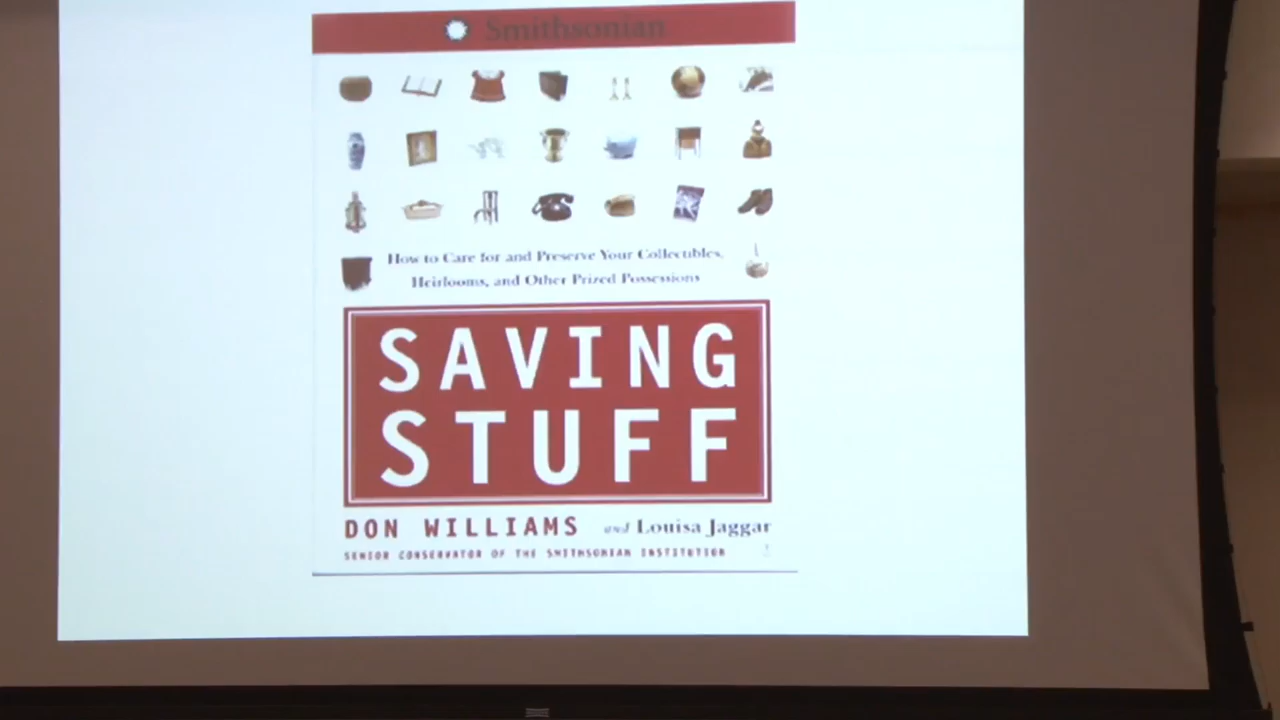 Smithsonian
How to Care for and Preserve Your Collectibles,
Heirlooms, and Other Prized Possessions
SAVING
STUFF
DON WILLIAMS and Louisa Jaggar
SENIOR CONSERVATOR OF THE SMITHSONIAN INSTITUTION